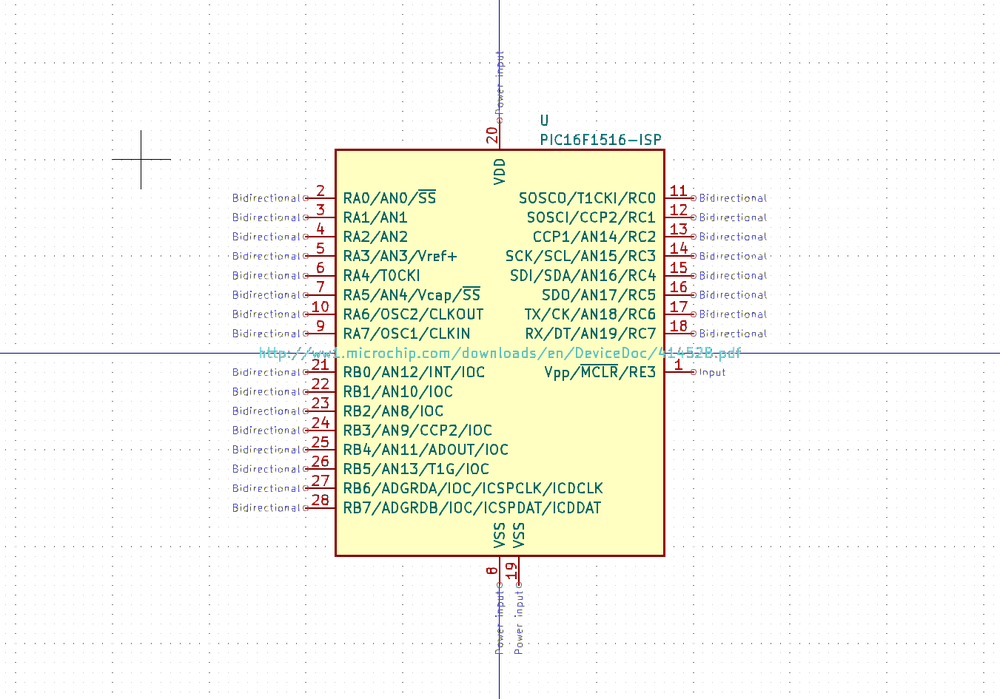 Power input
20
U
PIC16F1516-ISP
VDD
Bidirectional 2 RA0/AN0/SS SOSCO/T1CKI/RC0 11 Bidirectional
Bidirectional 3 RA1/AN1 SOSCI/CCP2/RC1 12 Bidirectional
Bidirectional 4 RA2/AN2 CCP1/AN14/RC2 13 Bidirectional
Bidirectional 5 RA3/AN3/Vref+ SCK/SCL/AN15/RC3 14 Bidirectional
Bidirectional 6 RA4/T0CKI SDI/SDA/AN16/RC4 15 Bidirectional
Bidirectional 7 RA5/AN4/Vcap/SS SDO/AN17/RC5 16 Bidirectional
Bidirectional 10 RA6/OSC2/CLKOUT TX/CK/AN18/RC6 17 Bidirectional
Bidirectional 9 RA7/OSC1/CLKIN RX/DT/AN19/RC7 18 Bidirectional
http://ww1.microchip.com/downloads/en/DeviceDoc/41452B.pdf
Bidirectional 21 RB0/AN12/INT/IOC Vpp/MCLR/RE3 1 Input
Bidirectional 22 RB1/AN10/IOC
Bidirectional 23 RB2/AN8/IOC
Bidirectional 24 RB3/AN9/CCP2/IOC
Bidirectional 25 RB4/AN11/ADOUT/IOC
Bidirectional 26 RB5/AN13/T1G/IOC
Bidirectional 27 RB6/ADGRDA/IOC/ICSPCLK/ICDCLK
Bidirectional 28 RB7/ADGRDB/IOC/ICSPDAT/ICDDAT
VSS VSS
8 19
Power input Power input